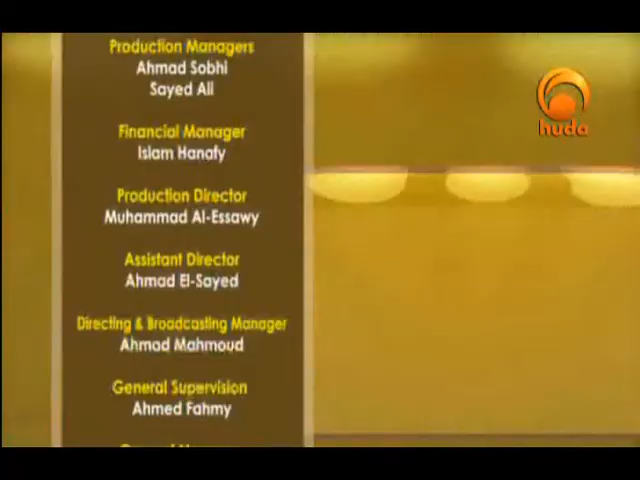 Production Managers
Ahmad Sobhi
Sayed Ali
Financial Manager
Islam Hanafy
Production Director
Muhammad Al-Essawy
Assistant Director
Ahmad El-Sayed
Directing & Broadcasting Manager
Ahmad Mahmoud
General Supervision
Ahmed Fahmy
huda